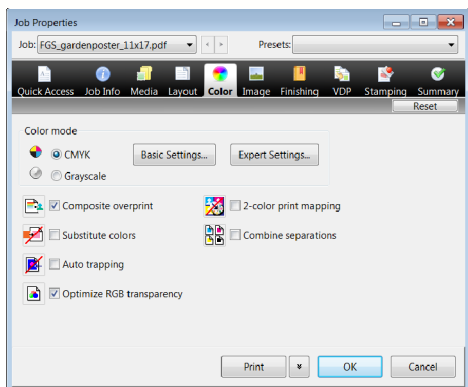 Job Properties
Job: FGS_gardenposter_11x17.pdf Presets:
Quick Access Job Info Media Layout Color Image Finishing VDP Stamping Summary
Reset
Color mode
CMYK Basic Settings... Expert Settings...
Grayscale
Composite overprint 2-color print mapping
Substitute colors Combine separations
Auto trapping
Optimize RGB transparency
Print OK Cancel